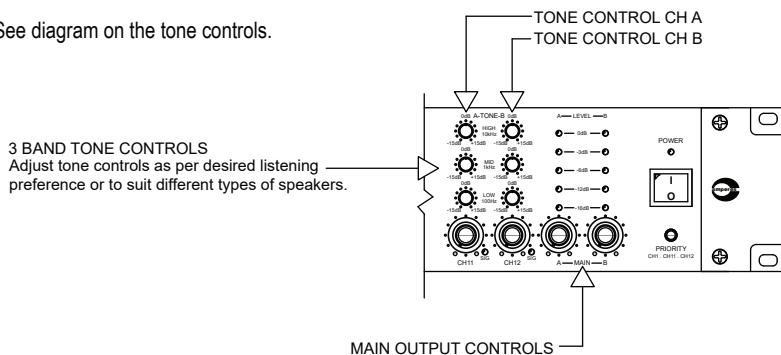 See diagram on the tone controls.
TONE CONTROL CH A
TONE CONTROL CH B
3 BAND TONE CONTROLS
Adjust tone controls as per desired listening
preference or to suit different types of speakers.
0dB A-TONE-B 0dB
HIGH
10kHz
-15dB +15dB -15dB +15dB
0dB 0dB
MID
1kHz
-15dB +15dB -15dB +15dB
0dB 0dB
LOW
100Hz
-15dB +15dB -15dB +15dB
CH11 SIG CH12 SIG
A LEVEL B
0dB
-3dB
-6dB
-12dB
-16dB
A MAIN B
POWER
I
O
PRIORITY
CH1 . CH11 . CH12
amperes
MAIN OUTPUT CONTROLS